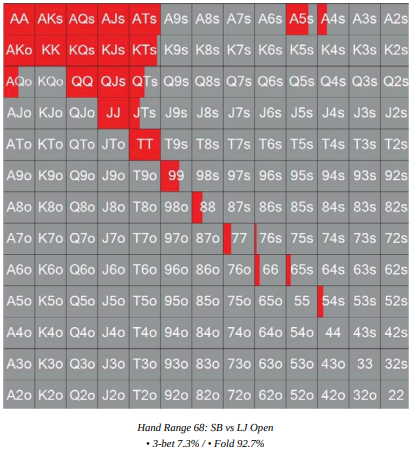 AA AKs AQs AJs ATs A9s A8s A7s A6s A5s A4s A3s A2s
AKo KK KQs KJs KTs K9s K8s K7s K6s K5s K4s K3s K2s
AQo KQo QQ QJs QTs Q9s Q8s Q7s Q6s Q5s Q4s Q3s Q2s
AJo KJo QJo JJ JTs J9s J8s J7s J6s J5s J4s J3s J2s
ATo KTo QTo JTo TT T9s T8s T7s T6s T5s T4s T3s T2s
A9o K9o Q9o J9o T9o 99 98s 97s 96s 95s 94s 93s 92s
A8o K8o Q8o J8o T8o 98o 88 87s 86s 85s 84s 83s 82s
A7o K7o Q7o J7o T7o 97o 87o 77 76s 75s 74s 73s 72s
A6o K6o Q6o J6o T6o 96o 86o 76o 66 65s 64s 63s 62s
A5o K5o Q5o J5o T5o 95o 85o 75o 65o 55 54s 53s 52s
A4o K4o Q4o J4o T4o 94o 84o 74o 64o 54o 44 43s 42s
A3o K3o Q3o J3o T3o 93o 83o 73o 63o 53o 43o 33 32s
A2o K2o Q2o J2o T2o 92o 82o 72o 62o 52o 42o 32o 22
Hand Range 68: SB vs LJ Open
• 3-bet 7.3% / • Fold 92.7%